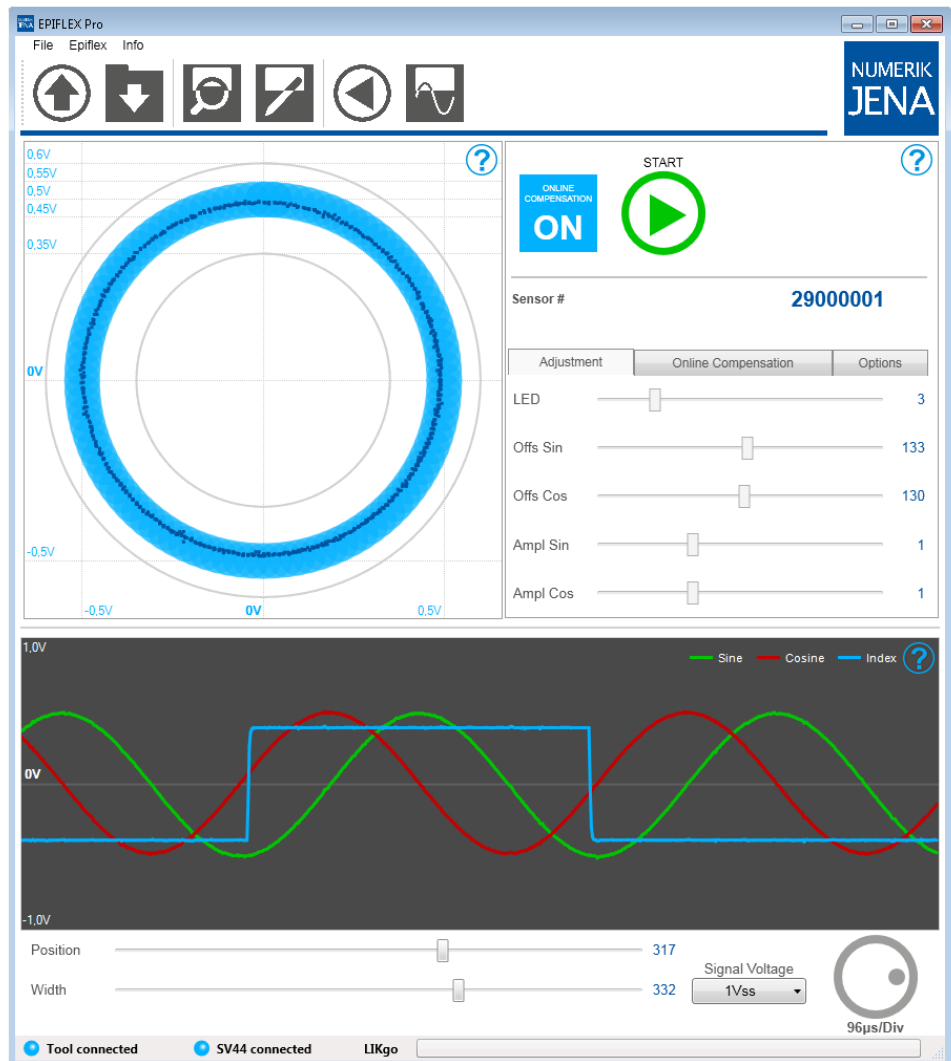 EPIFLEX Pro
File Epiflex Info
NUMERIK
JENA
0,6V
0,55V
0,5V
0,45V
0,35V
0V
-0,5V
-0,5V 0V 0,5V
?
?
START
ONLINE
COMPENSATION
ON
Sensor # 29000001
Adjustment Online Compensation Options
LED 3
Offs Sin 133
Offs Cos 130
Ampl Sin 1
Ampl Cos 1
1,0V
Sine Cosine Index ?
0V
-1,0V
Position 317
Width 332
Signal Voltage
1Vss
96µs/Div
Tool connected SV44 connected LIKgo